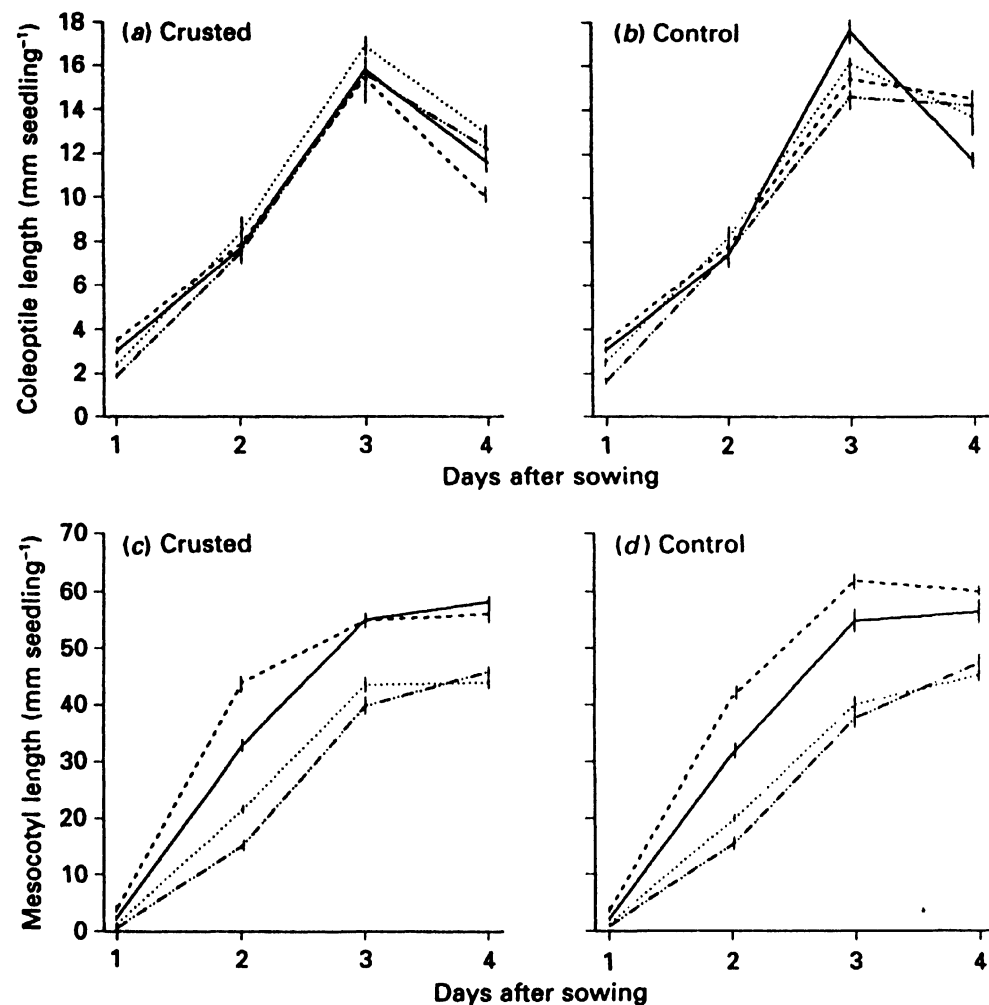 (a) Crusted
(b) Control
Coleoptile length (mm seedling⁻¹)
18
16
14
12
10
8
6
4
2
0
1 2 3 4
1 2 3 4
Days after sowing
(c) Crusted
(d) Control
Mesocotyl length (mm seedling⁻¹)
70
60
50
40
30
20
10
0
1 2 3 4
1 2 3 4
Days after sowing